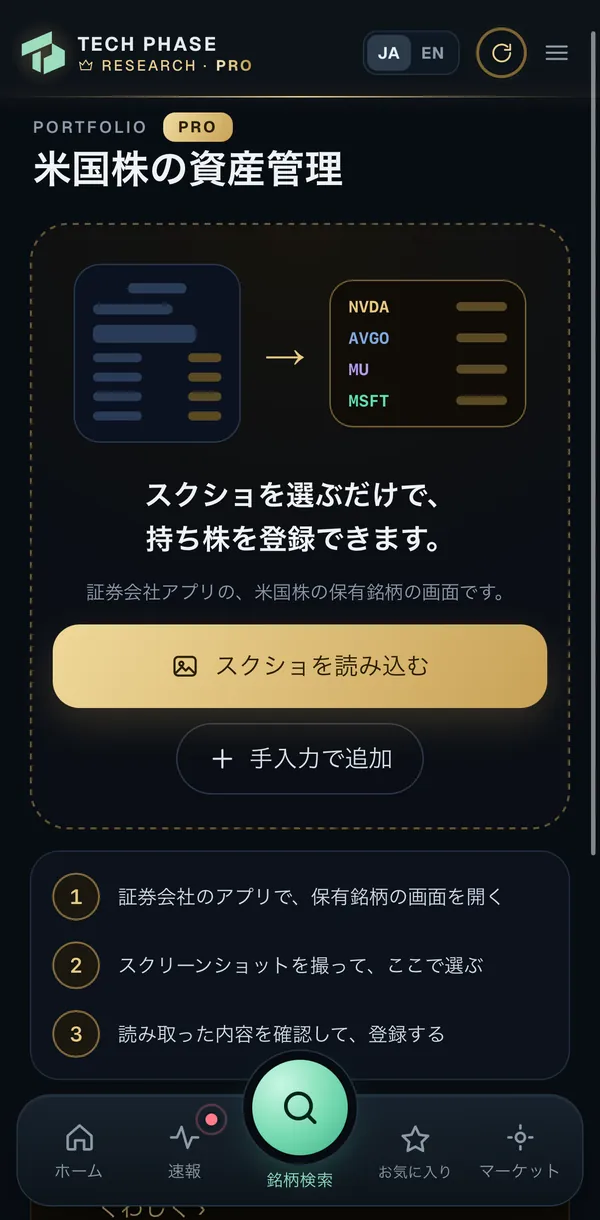 TECH PHASE
RESEARCH · PRO
JA EN
PORTFOLIO PRO
米国株の資産管理
NVDA
AVGO
MU
MSFT
スクショを選ぶだけで、
持ち株を登録できます。
証券会社アプリの、米国株の保有銘柄の画面です。
スクショを読み込む
手入力で追加
1 証券会社のアプリで、保有銘柄の画面を開く
2 スクリーンショットを撮って、ここで選ぶ
3 読み取った内容を確認して、登録する
ホーム 速報 銘柄検索 お気に入り マーケット
くわしく ›